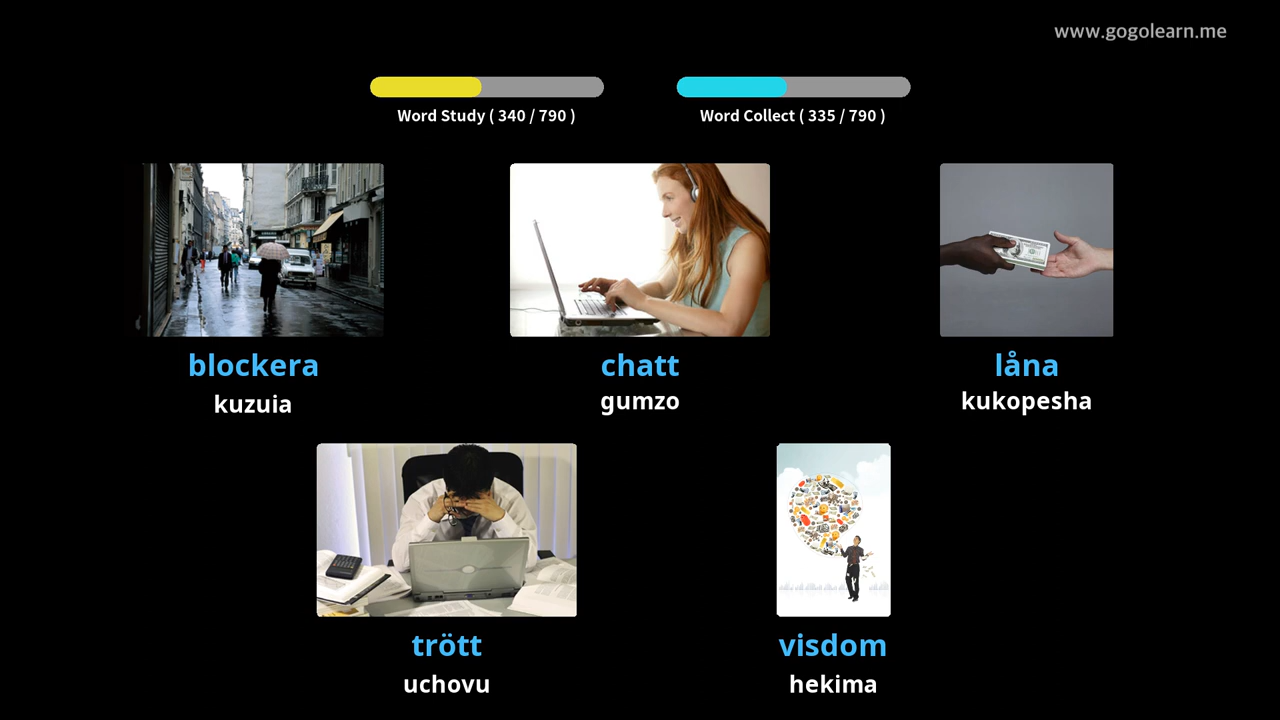 www.gogolearn.me
Word Study ( 340 / 790 )
Word Collect ( 335 / 790 )
blockera
kuzuia
chatt
gumzo
låna
kukopesha
trött
uchovu
visdom
hekima